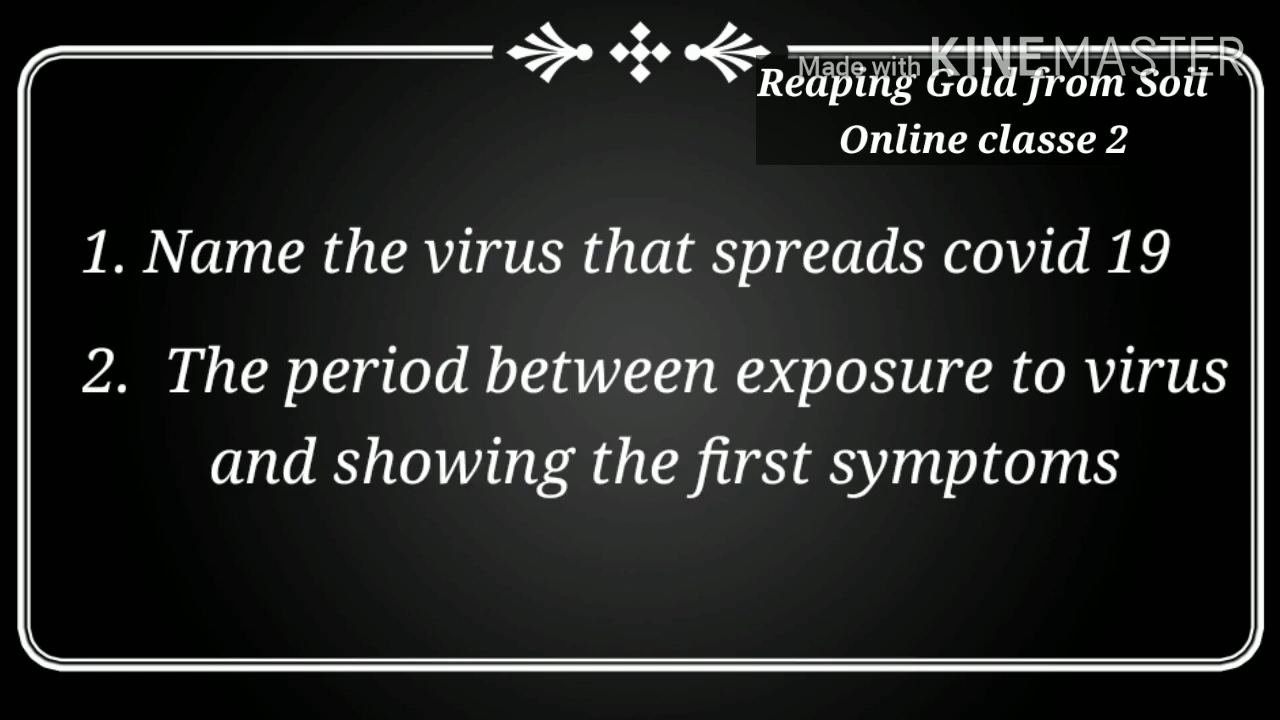 Made with KINEMASTER
Reaping Gold from Soil
Online classe 2
1. Name the virus that spreads covid 19
2. The period between exposure to virus
and showing the first symptoms